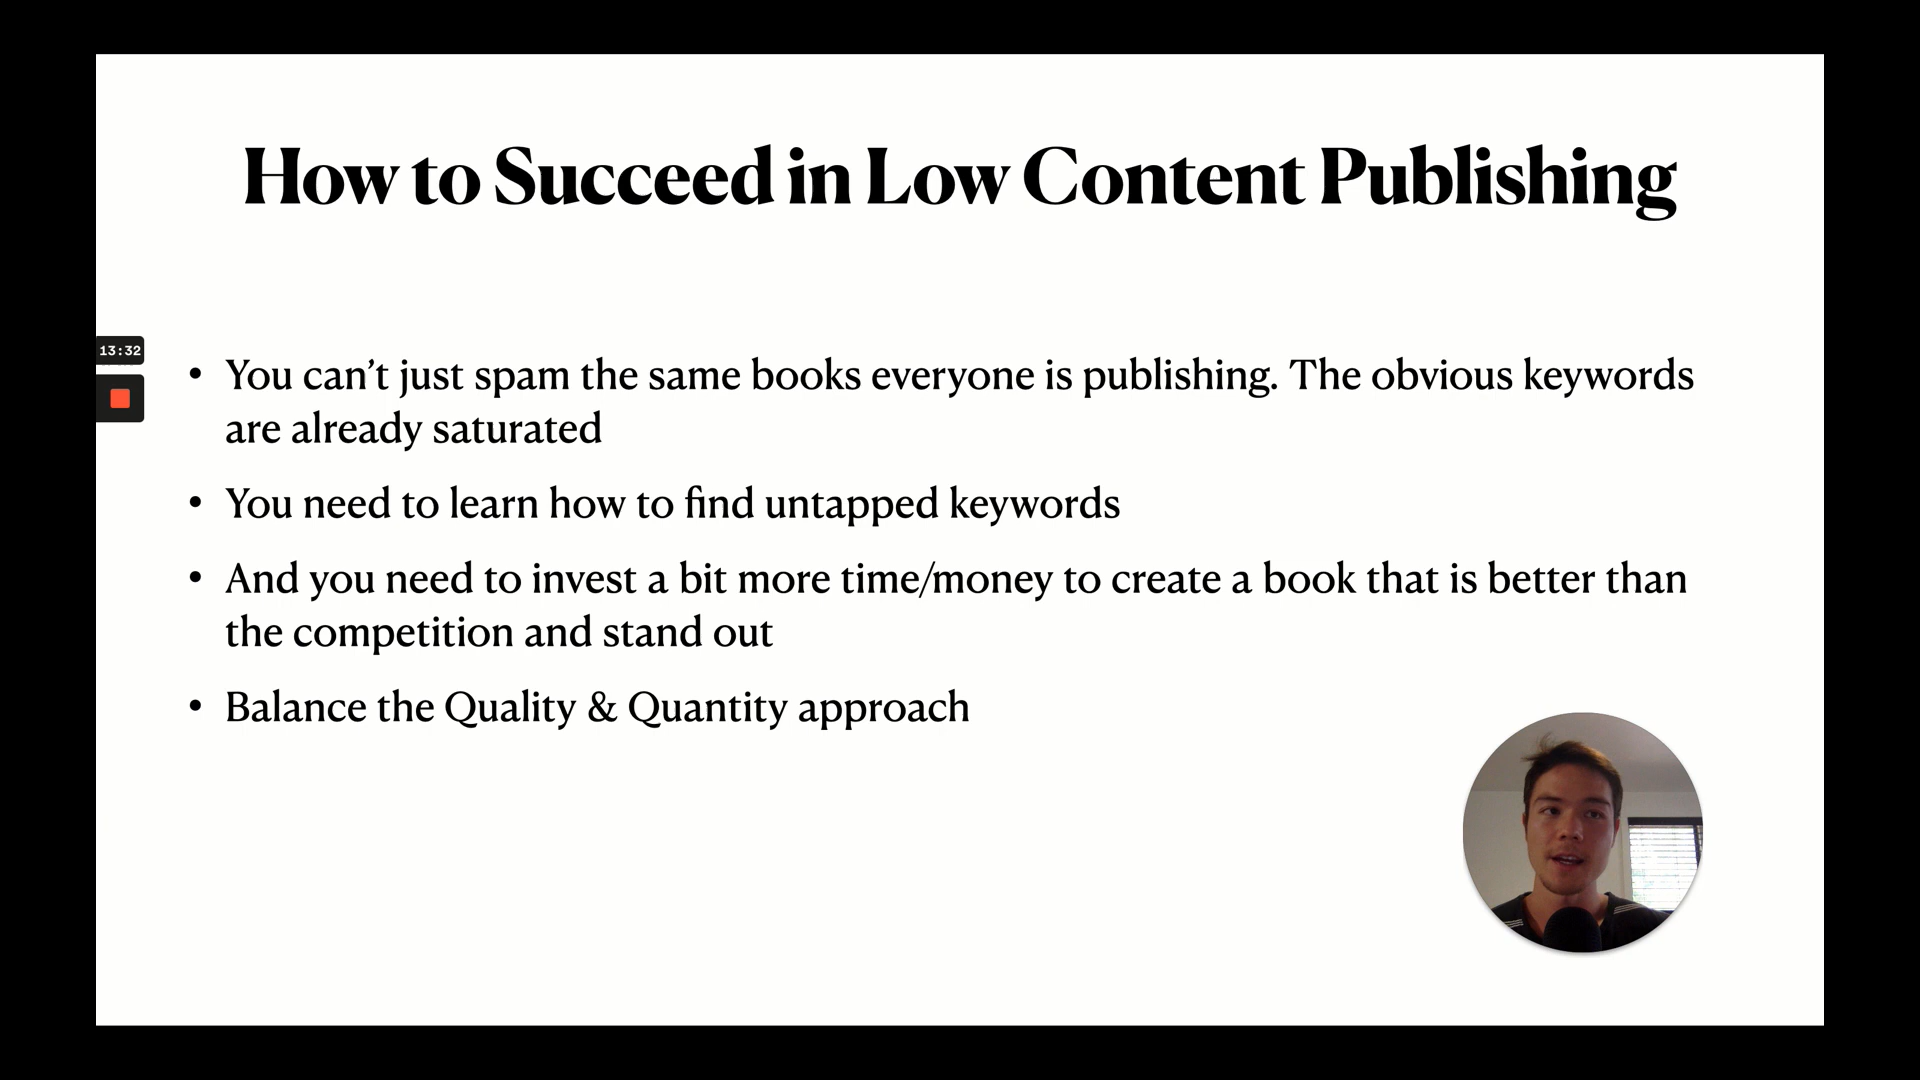 How to Succeed in Low Content Publishing
13:32
• You can’t just spam the same books everyone is publishing. The obvious keywords
are already saturated
• You need to learn how to find untapped keywords
• And you need to invest a bit more time/money to create a book that is better than
the competition and stand out
• Balance the Quality & Quantity approach